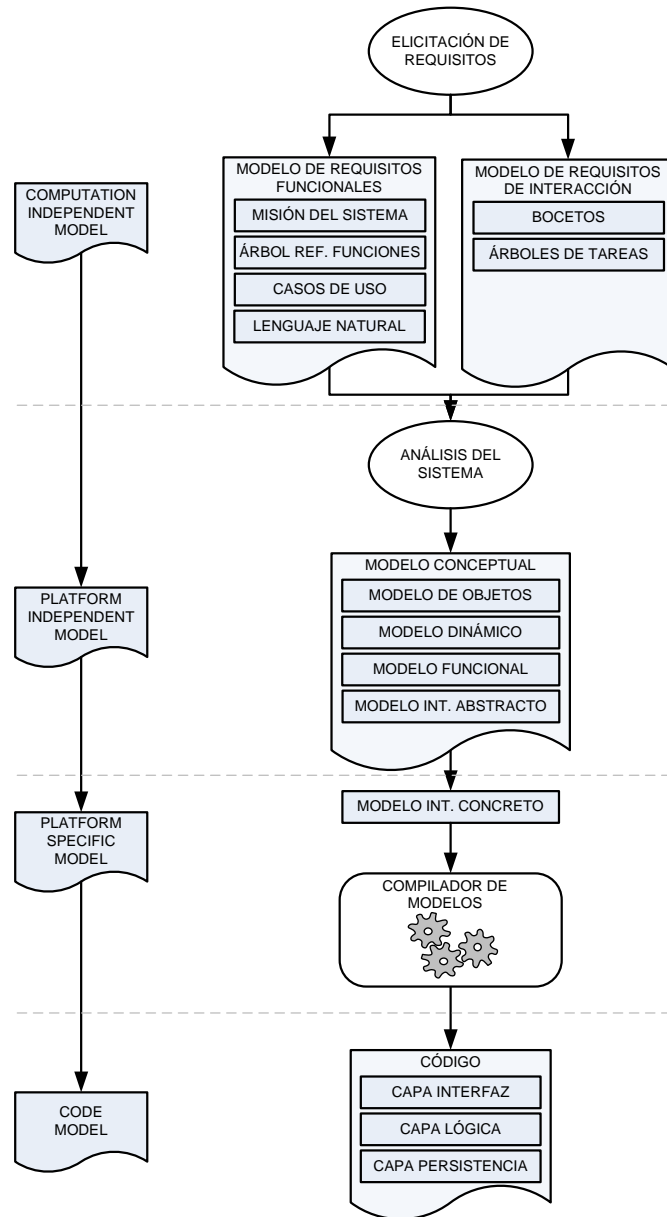 ELICITACIÓN DE
REQUISITOS
COMPUTATION
INDEPENDENT
MODEL
MODELO DE REQUISITOS
FUNCIONALES
MISIÓN DEL SISTEMA
ÁRBOL REF. FUNCIONES
CASOS DE USO
LENGUAJE NATURAL
MODELO DE REQUISITOS
DE INTERACCIÓN
BOCETOS
ÁRBOLES DE TAREAS
ANÁLISIS DEL
SISTEMA
PLATFORM
INDEPENDENT
MODEL
MODELO CONCEPTUAL
MODELO DE OBJETOS
MODELO DINÁMICO
MODELO FUNCIONAL
MODELO INT. ABSTRACTO
PLATFORM
SPECIFIC
MODEL
MODELO INT. CONCRETO
COMPILADOR DE
MODELOS
CODE
MODEL
CÓDIGO
CAPA INTERFAZ
CAPA LÓGICA
CAPA PERSISTENCIA